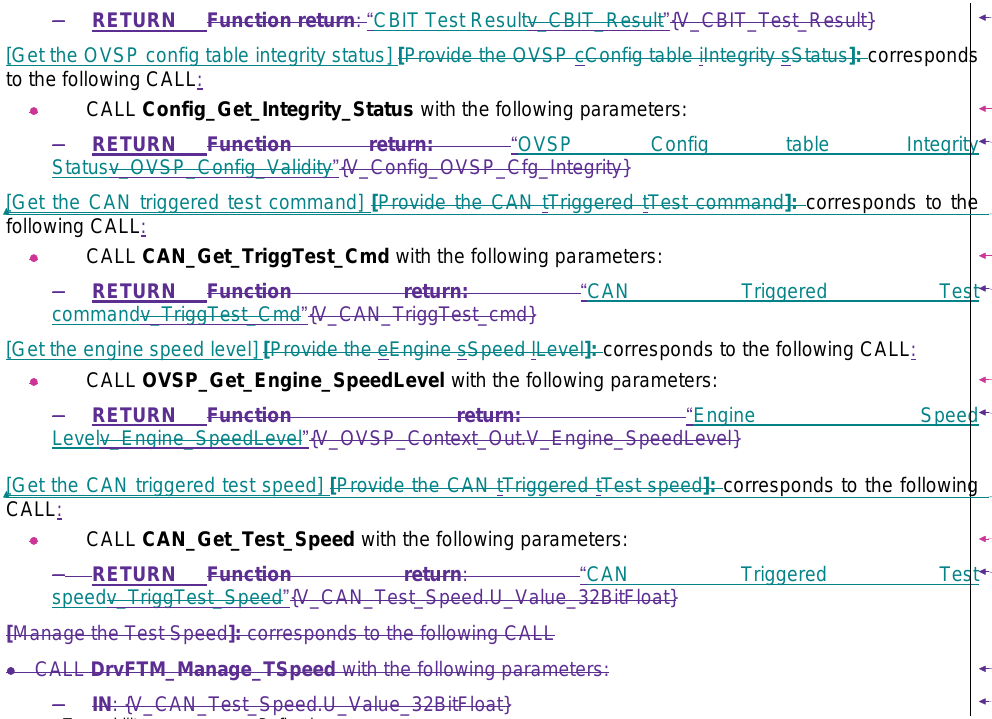 – RETURN Function return: “CBIT Test Resultv_CBIT_Result”{V_CBIT_Test_Result}
[Get the OVSP config table integrity status] [Provide the OVSP cConfig table iIntegrity sStatus]: corresponds
to the following CALL:
• CALL Config_Get_Integrity_Status with the following parameters:
– RETURN Function return: “OVSP Config table Integrity
Statusv_OVSP_Config_Validity”{V_Config_OVSP_Cfg_Integrity}
[Get the CAN triggered test command] [Provide the CAN tTriggered tTest command]: corresponds to the
following CALL:
• CALL CAN_Get_TriggTest_Cmd with the following parameters:
– RETURN Function return: “CAN Triggered Test
commandv_TriggTest_Cmd”{V_CAN_TriggTest_cmd}
[Get the engine speed level] [Provide the eEngine sSpeed lLevel]: corresponds to the following CALL:
• CALL OVSP_Get_Engine_SpeedLevel with the following parameters:
– RETURN Function return: “Engine Speed
Levelv_Engine_SpeedLevel”{V_OVSP_Context_Out.V_Engine_SpeedLevel}
[Get the CAN triggered test speed] [Provide the CAN tTriggered tTest speed]: corresponds to the following
CALL:
• CALL CAN_Get_Test_Speed with the following parameters:
– RETURN Function return: “CAN Triggered Test
speedv_TriggTest_Speed”{V_CAN_Test_Speed.U_Value_32BitFloat}
[Manage the Test Speed]: corresponds to the following CALL
• CALL DrvFTM_Manage_TSpeed with the following parameters:
– IN: {V_CAN_Test_Speed.U_Value_32BitFloat}